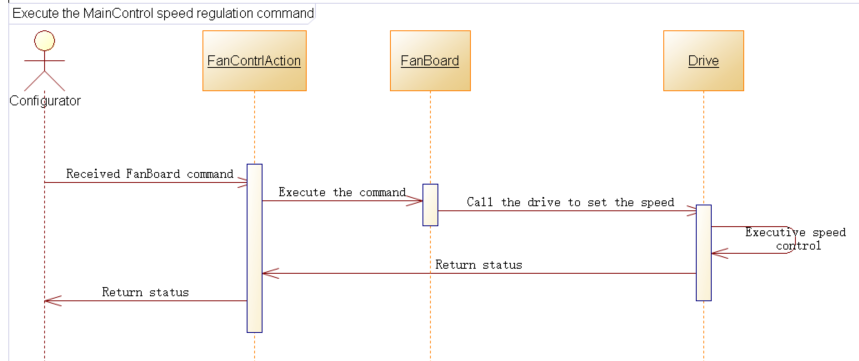 Execute the MainControl speed regulation command
FanContrlAction
FanBoard
Drive
Configurator
Received FanBoard command
Execute the command
Call the drive to set the speed
Executive speed
control
Return status
Return status